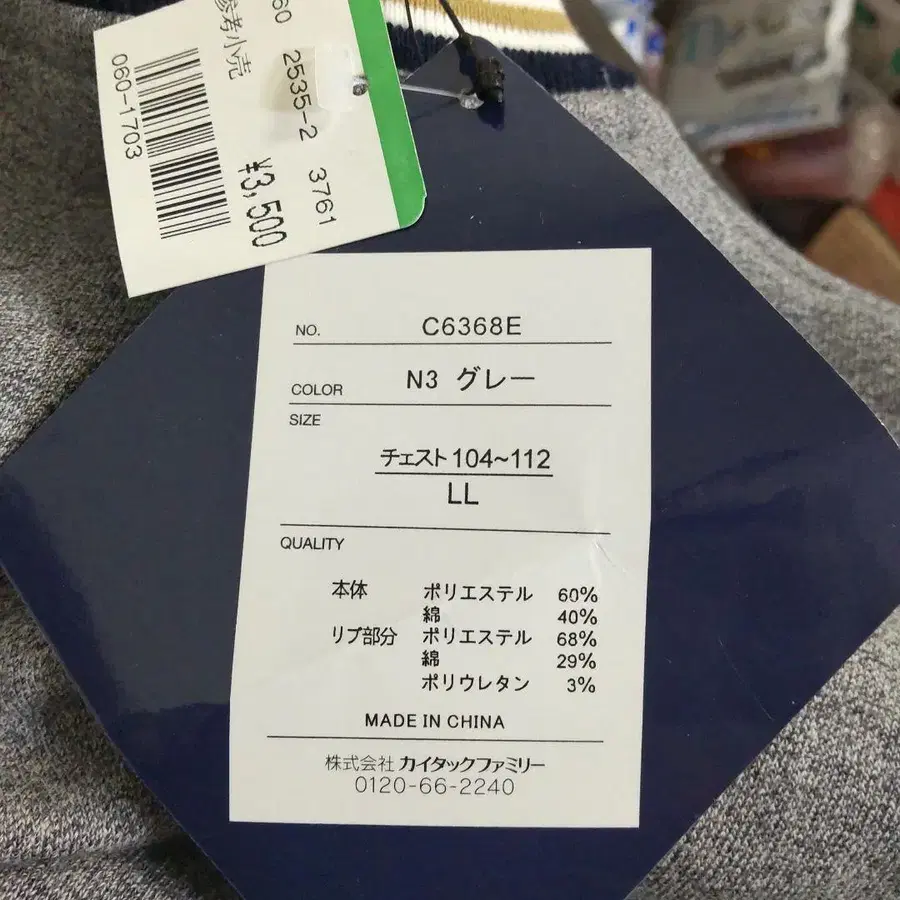 参考小売
060-1703
60 2535-2 3761
¥3,500
NO. C6368E
COLOR N3 グレー
SIZE
チェスト104~112
LL
QUALITY
本体 ポリエステル 60%
綿 40%
リブ部分 ポリエステル 68%
綿 29%
ポリウレタン 3%
MADE IN CHINA
株式会社 カイタックファミリー
0120-66-2240